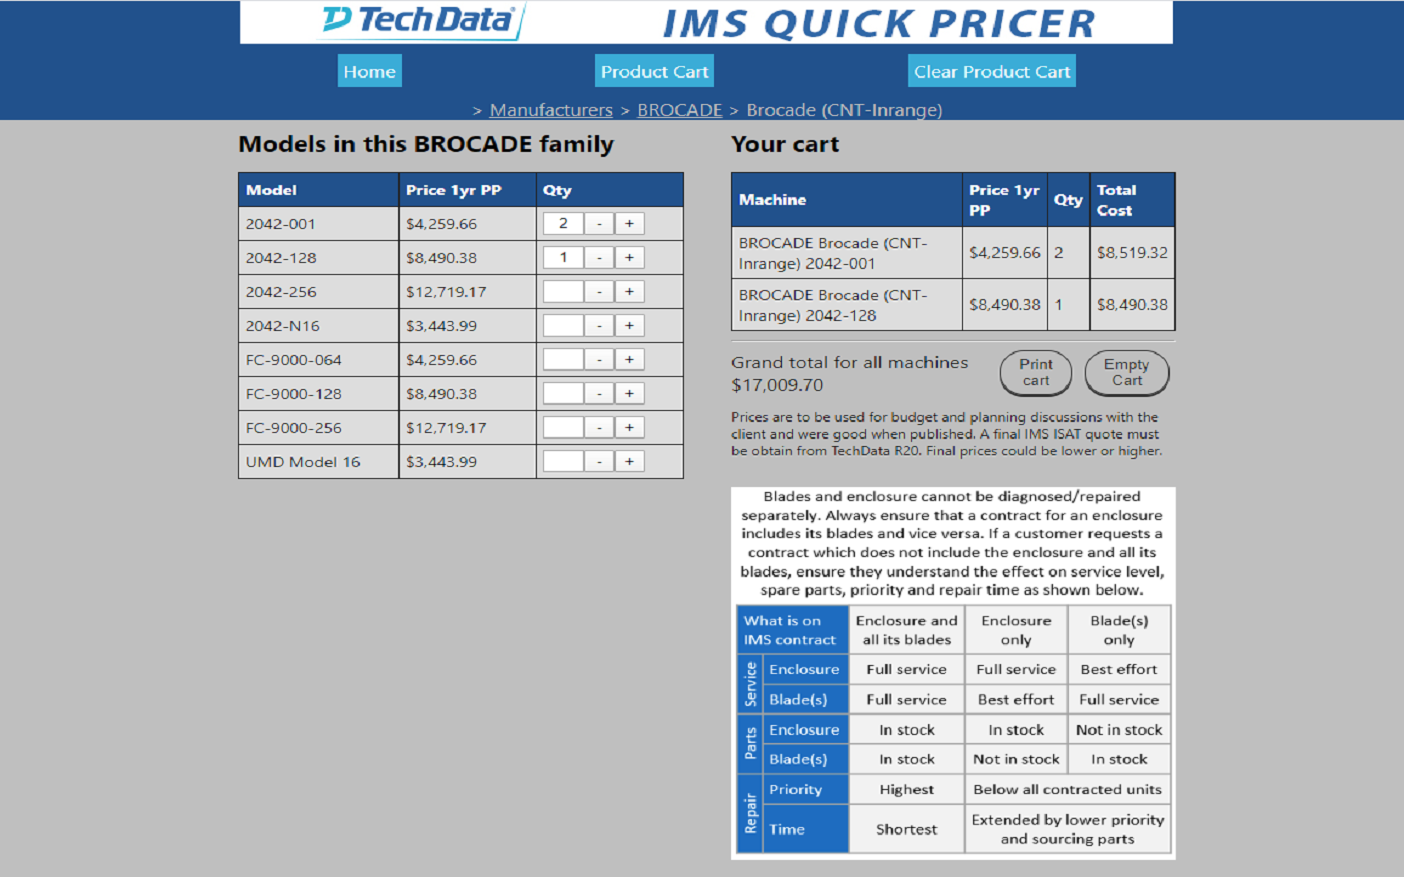 TechData
IMS QUICK PRICER
Home
Product Cart
Clear Product Cart
> Manufacturers > BROCADE > Brocade (CNT-Inrange)
Models in this BROCADE family
Model Price 1yr PP Qty
2042-001 $4,259.66 2 - +
2042-128 $8,490.38 1 - +
2042-256 $12,719.17 - +
2042-N16 $3,443.99 - +
FC-9000-064 $4,259.66 - +
FC-9000-128 $8,490.38 - +
FC-9000-256 $12,719.17 - +
UMD Model 16 $3,443.99 - +
Your cart
Machine Price 1yr PP Qty Total Cost
BROCADE Brocade (CNT-
Inrange) 2042-001 $4,259.66 2 $8,519.32
BROCADE Brocade (CNT-
Inrange) 2042-128 $8,490.38 1 $8,490.38
Grand total for all machines
$17,009.70
Print
cart
Empty
Cart
Prices are to be used for budget and planning discussions with the
client and were good when published. A final IMS ISAT quote must
be obtain from TechData R20. Final prices could be lower or higher.
Blades and enclosure cannot be diagnosed/repaired
separately. Always ensure that a contract for an enclosure
includes its blades and vice versa. If a customer requests a
contract which does not include the enclosure and all its
blades, ensure they understand the effect on service level,
spare parts, priority and repair time as shown below.
What is on Enclosure and Enclosure Blade(s)
IMS contract all its blades only only
Service
Enclosure Full service Full service Best effort
Blade(s) Full service Best effort Full service
Parts
Enclosure In stock In stock Not in stock
Blade(s) In stock Not in stock In stock
Repair
Priority Highest Below all contracted units
Time Shortest Extended by lower priority
and sourcing parts